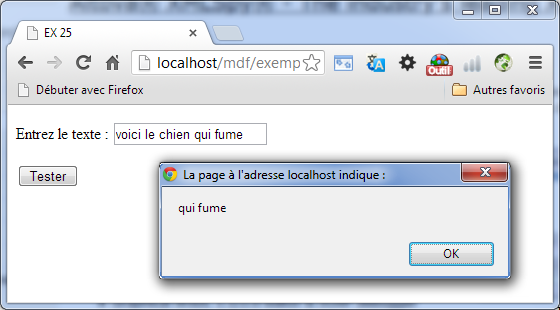 EX 25
localhost/mdf/exemp
Outil
Débuter avec Firefox
Autres favoris
Entrez le texte : voici le chien qui fume
Tester
La page à l'adresse localhost indique :
qui fume
OK